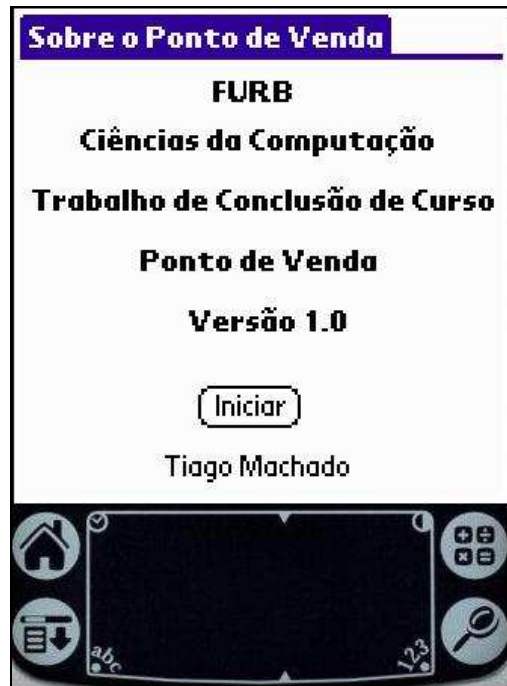 Sobre o Ponto de Venda
FURB
Ciências da Computação
Trabalho de Conclusão de Curso
Ponto de Venda
Versão 1.0
Iniciar
Tiago Machado
abc
123